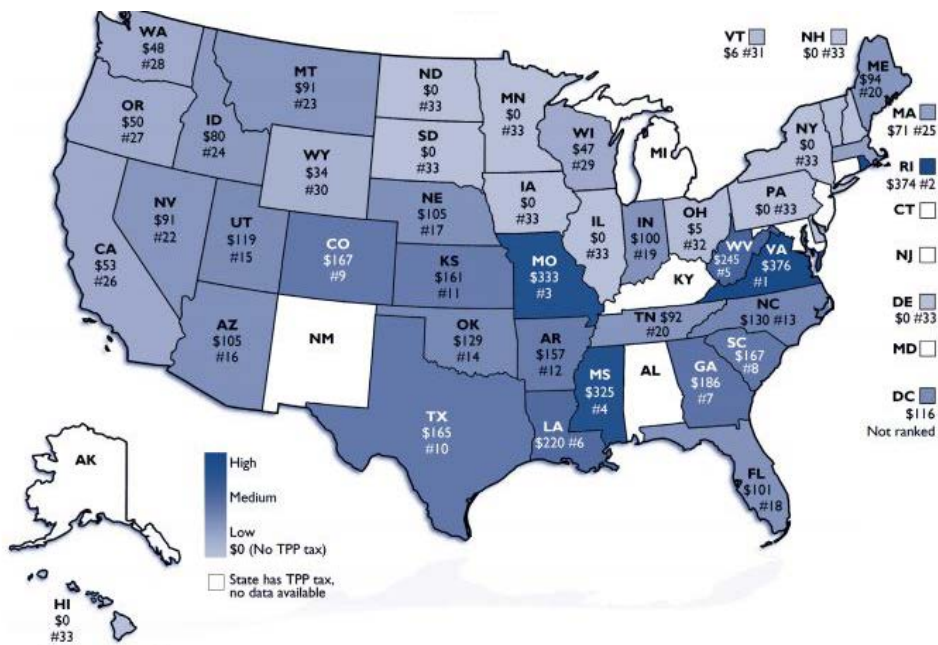 WA
$48
#28
OR
$50
#27
CA
$53
#26
ID
$80
#24
NV
$91
#22
MT
$91
#23
WY
$34
#30
UT
$119
#15
AZ
$105
#16
CO
$167
#9
NM
ND
$0
#33
SD
$0
#33
NE
$105
#17
KS
$161
#11
OK
$129
#14
TX
$165
#10
MN
$0
#33
IA
$0
#33
MO
$333
#3
AR
$157
#12
LA
$220 #6
WI
$47
#29
IL
$0
#33
MS
$325
#4
MI
IN
$100
#19
KY
TN $92
#20
AL
OH
$5
#32
WV
$245
#5
VA
$376
#1
NC
$130 #13
SC
$167
#8
GA
$186
#7
FL
$101
#18
PA
$0 #33
NY
$0
#33
VT
$6 #31
NH
$0 #33
ME
$94
#20
MA
$71 #25
RI
$374 #2
CT
NJ
DE
$0 #33
MD
DC
$116
Not ranked
AK
HI
$0
#33
High
Medium
Low
$0 (No TPP tax)
State has TPP tax,
no data available